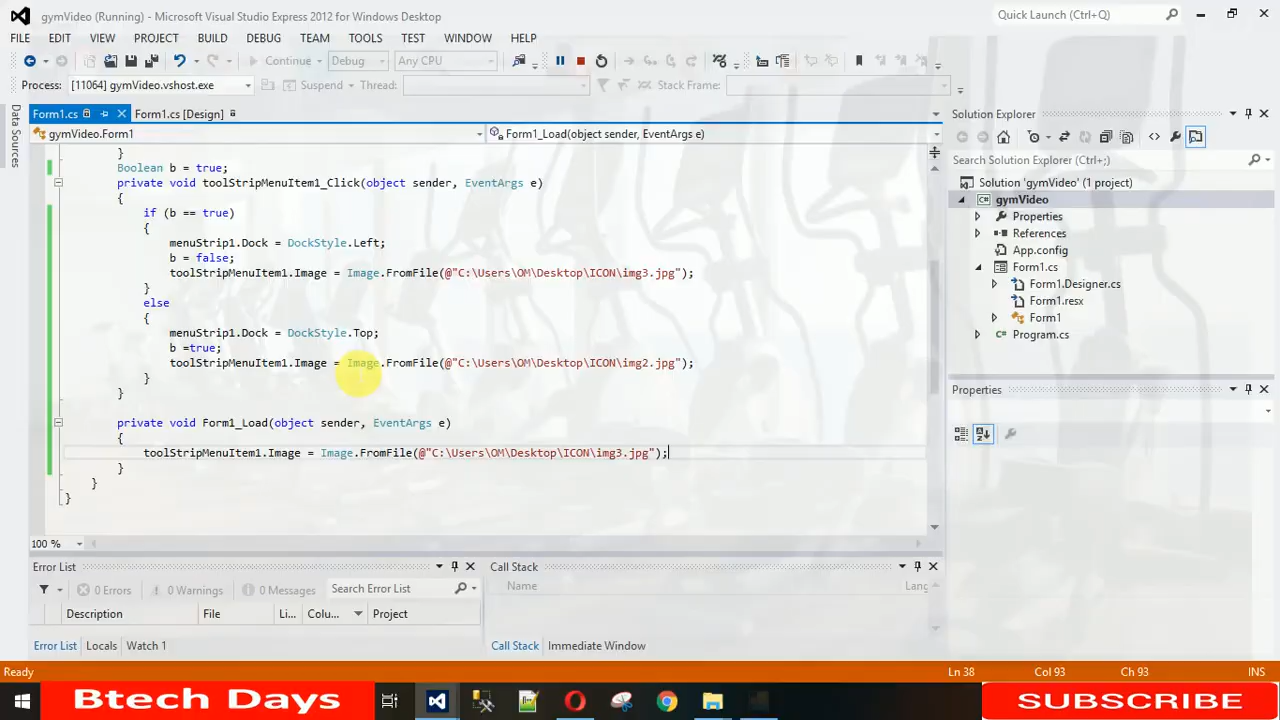 gymVideo (Running) - Microsoft Visual Studio Express 2012 for Windows Desktop
Quick Launch (Ctrl+Q)
FILE EDIT VIEW PROJECT BUILD DEBUG TEAM TOOLS TEST WINDOW HELP
Continue Debug Any CPU
Process: [11064] gymVideo.vshost.exe Suspend Thread: Stack Frame:
Data Sources
Form1.cs Form1.cs [Design]
gymVideo.Form1 Form1_Load(object sender, EventArgs e)
}
Boolean b = true;
private void toolStripMenuItem1_Click(object sender, EventArgs e)
{
if (b == true)
{
menuStrip1.Dock = DockStyle.Left;
b = false;
toolStripMenuItem1.Image = Image.FromFile(@"C:\Users\OM\Desktop\ICON\img3.jpg");
}
else
{
menuStrip1.Dock = DockStyle.Top;
b =true;
toolStripMenuItem1.Image = Image.FromFile(@"C:\Users\OM\Desktop\ICON\img2.jpg");
}
}
private void Form1_Load(object sender, EventArgs e)
{
toolStripMenuItem1.Image = Image.FromFile(@"C:\Users\OM\Desktop\ICON\img3.jpg");
}
}
}
100 %
Solution Explorer
Search Solution Explorer (Ctrl+;)
Solution 'gymVideo' (1 project)
gymVideo
Properties
References
App.config
Form1.cs
Form1.Designer.cs
Form1.resx
Form1
Program.cs
Properties
Error List
0 Errors 0 Warnings 0 Messages Search Error List
Description File Li... Colu... Project
Error List Locals Watch 1
Call Stack
Name Lang
Call Stack Immediate Window
Ready Ln 38 Col 93 Ch 93 INS
Btech Days
SUBSCRIBE